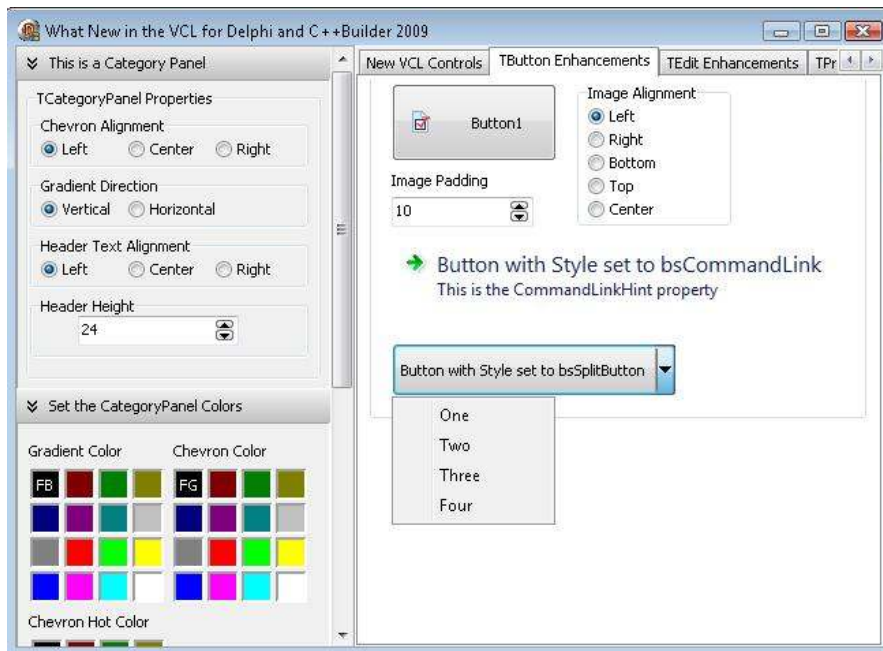 What New in the VCL for Delphi and C++Builder 2009
This is a Category Panel
TCategoryPanel Properties
Chevron Alignment
Left Center Right
Gradient Direction
Vertical Horizontal
Header Text Alignment
Left Center Right
Header Height
24
Set the CategoryPanel Colors
Gradient Color Chevron Color
FB FG
Chevron Hot Color
New VCL Controls TButton Enhancements TEdit Enhancements TPr
Button1
Image Alignment
Left
Right
Bottom
Top
Center
Image Padding
10
Button with Style set to bsCommandLink
This is the CommandLinkHint property
Button with Style set to bsSplitButton
One
Two
Three
Four